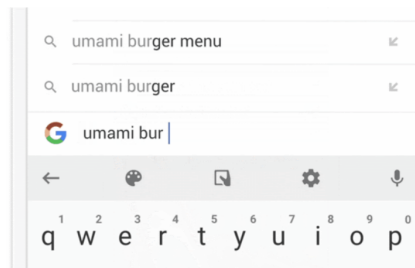 umami burger menu
umami burger
umami bur
1 2 3 4 5 6 7 8 9 0
q w e r t y u i o p